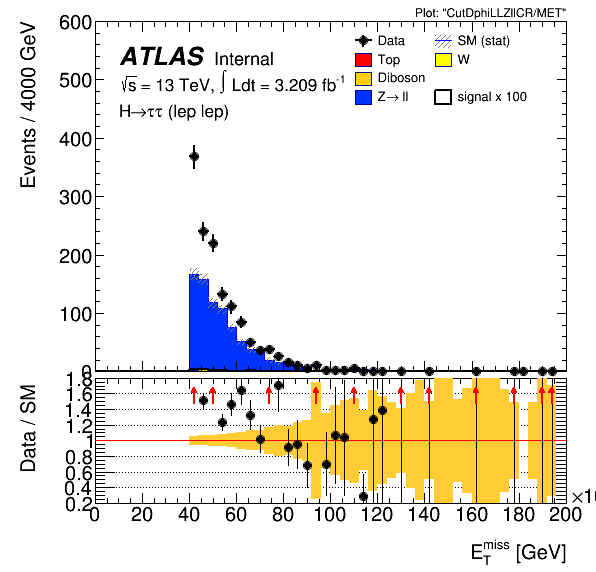 Plot: "CutDphiLLZllCR/MET"
Events / 4000 GeV
600
500
400
300
200
100
0
ATLAS Internal
√s = 13 TeV, ∫ Ldt = 3.209 fb⁻¹
H→ττ (lep lep)
Data
SM (stat)
Top
W
Diboson
Z→ ll
signal x 100
Data / SM
1.8
1.6
1.4
1.2
1
0.8
0.6
0.4
0.2
0 20 40 60 80 100 120 140 160 180 200
E_T^miss [GeV]